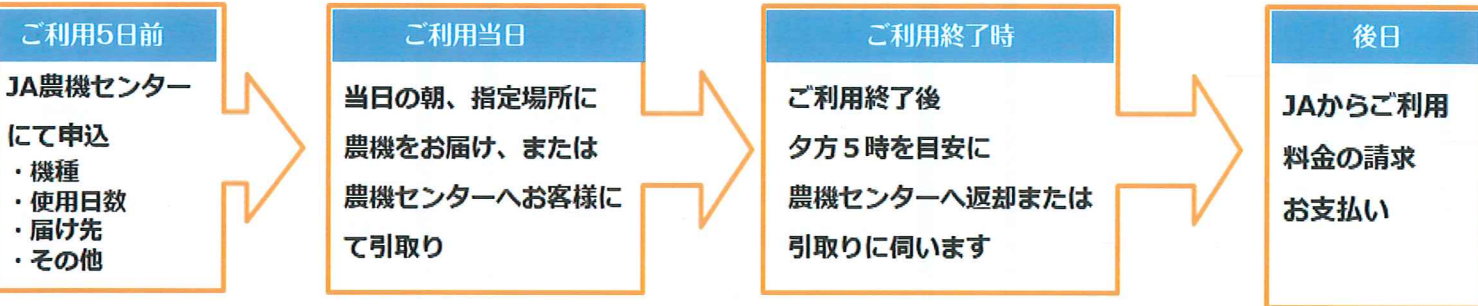 ご利用5日前
JA農機センター
にて申込
・機種
・使用日数
・届け先
・その他
ご利用当日
当日の朝、指定場所に
農機をお届け、または
農機センターへお客様に
て引取り
ご利用終了時
ご利用終了後
夕方５時を目安に
農機センターへ返却または
引取りに伺います
後日
JAからご利用
料金の請求
お支払い